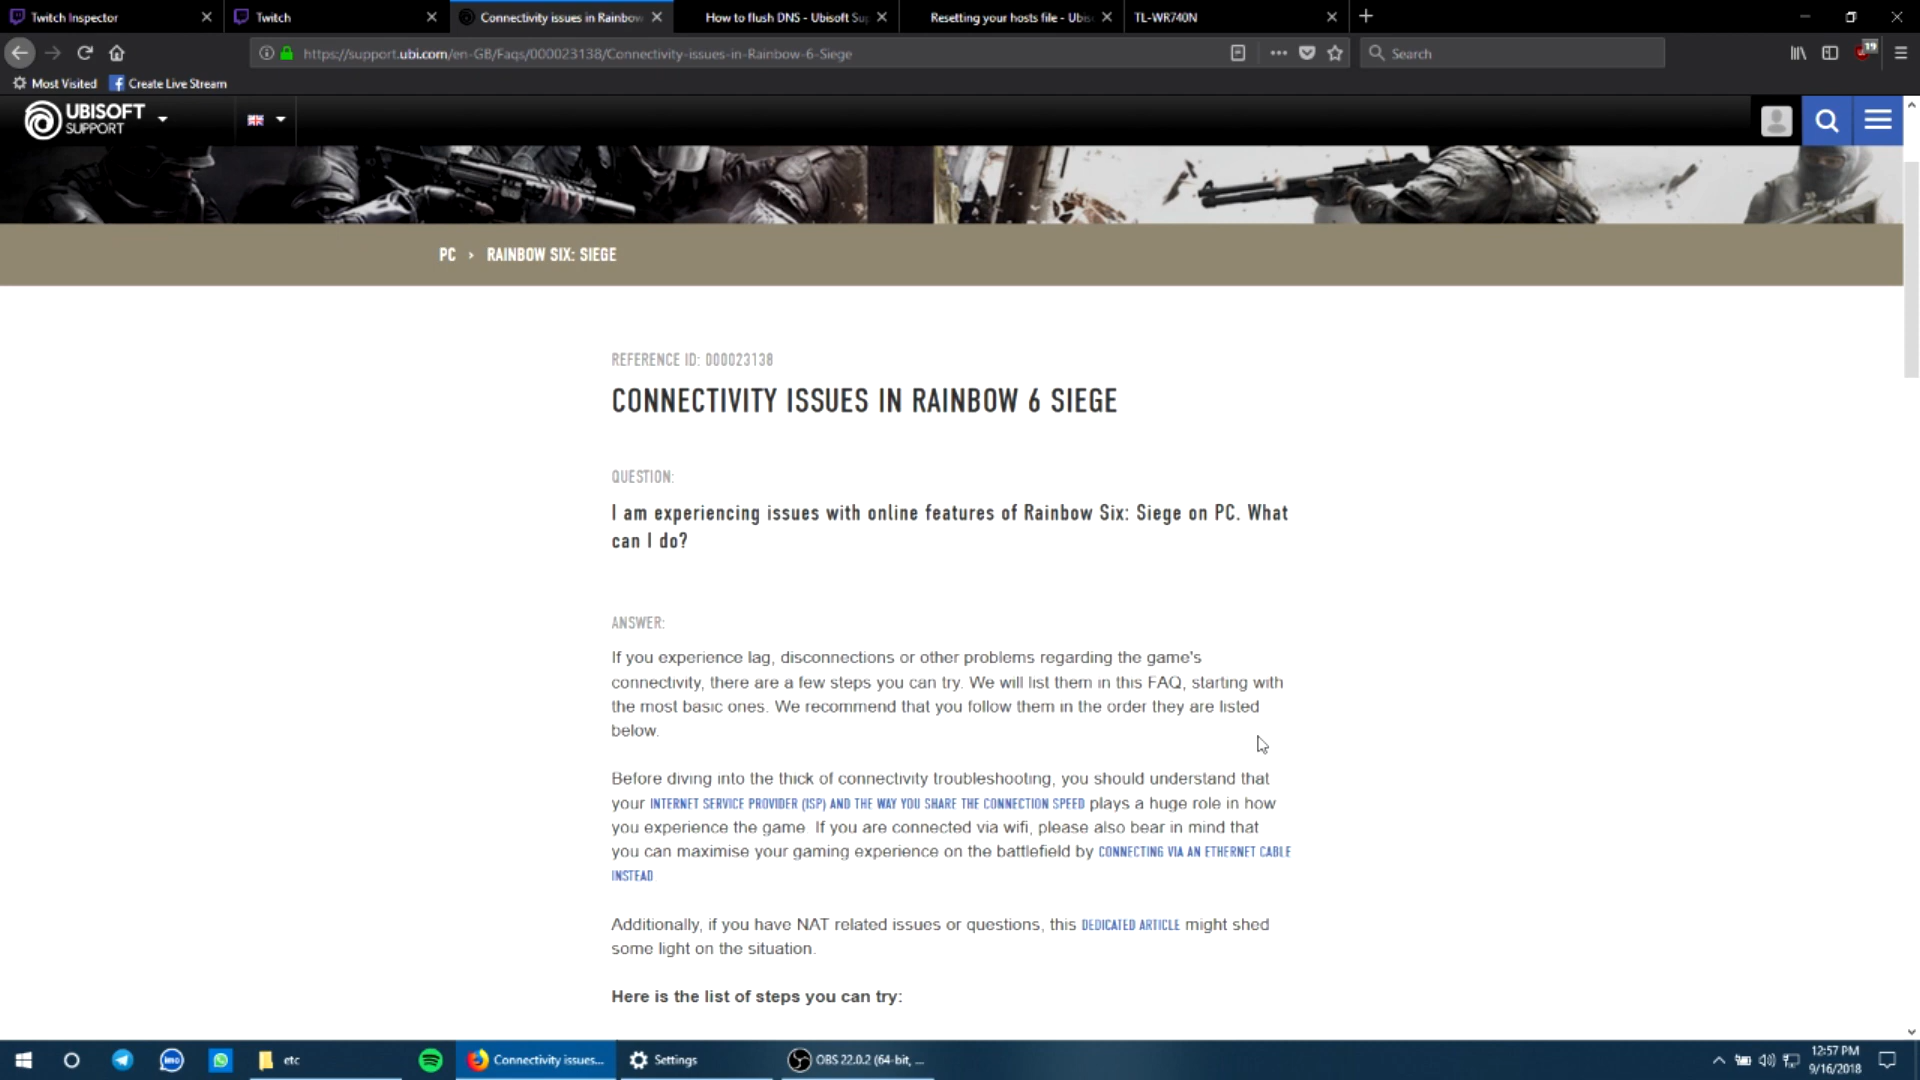 Twitch Inspector
Twitch
Connectivity issues in Rainbow
How to flush DNS - Ubisoft Su
Resetting your hosts file - Ubis
TL-WR740N
https://support.ubi.com/en-GB/Faqs/000023138/Connectivity-issues-in-Rainbow-6-Siege
Search
19
Most Visited
Create Live Stream
UBISOFT
SUPPORT
PC › RAINBOW SIX: SIEGE
REFERENCE ID: 000023138
CONNECTIVITY ISSUES IN RAINBOW 6 SIEGE
QUESTION:
I am experiencing issues with online features of Rainbow Six: Siege on PC. What
can I do?
ANSWER:
If you experience lag, disconnections or other problems regarding the game's
connectivity, there are a few steps you can try. We will list them in this FAQ, starting with
the most basic ones. We recommend that you follow them in the order they are listed
below.
Before diving into the thick of connectivity troubleshooting, you should understand that
your INTERNET SERVICE PROVIDER (ISP) AND THE WAY YOU SHARE THE CONNECTION SPEED plays a huge role in how
you experience the game. If you are connected via wifi, please also bear in mind that
you can maximise your gaming experience on the battlefield by CONNECTING VIA AN ETHERNET CABLE
INSTEAD
Additionally, if you have NAT related issues or questions, this DEDICATED ARTICLE might shed
some light on the situation.
Here is the list of steps you can try:
imo
etc
Connectivity issues...
Settings
OBS 22.0.2 (64-bit, ...
12:57 PM
9/16/2018